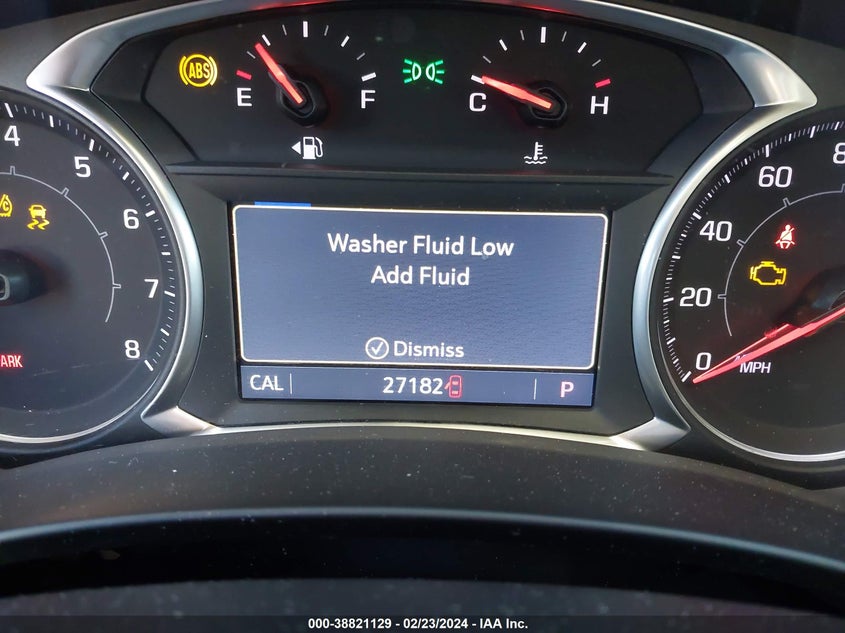 ABS
E
F
C
H
4
5
6
7
8
PARK
Washer Fluid Low
Add Fluid
Dismiss
CAL
27182
P
0
20
40
60
MPH
000-38821129 - 02/23/2024 - IAA Inc.